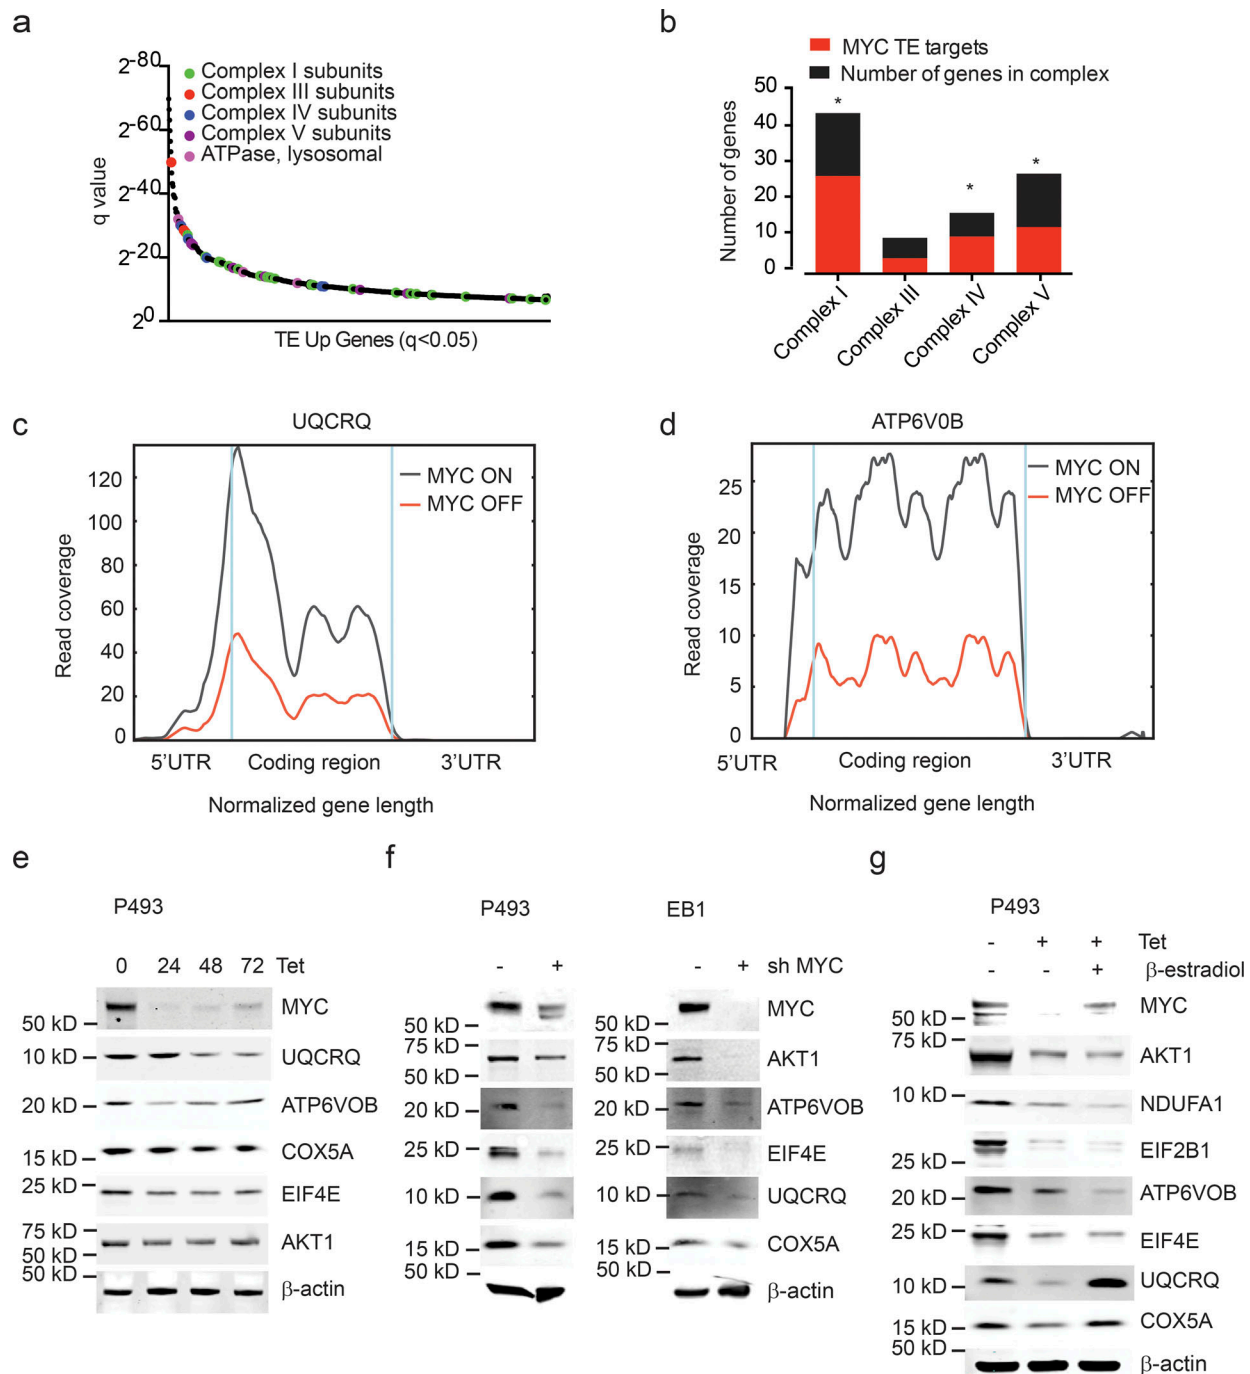 a
2-80
2-60
2-40
2-20
20
q value
Complex I subunits
Complex III subunits
Complex IV subunits
Complex V subunits
ATPase, lysosomal
TE Up Genes (q<0.05)
b
MYC TE targets
Number of genes in complex
50
40
30
20
10
0
Number of genes
*
*
*
Complex I
Complex III
Complex IV
Complex V
c
UQCRQ
120
100
80
60
40
20
0
Read coverage
MYC ON
MYC OFF
5'UTR
Coding region
3'UTR
Normalized gene length
d
ATP6V0B
25
20
15
10
5
0
Read coverage
MYC ON
MYC OFF
5'UTR
Coding region
3'UTR
Normalized gene length
e
P493
0 24 48 72 Tet
MYC
50 kD
10 kD UQCRQ
20 kD ATP6VOB
COX5A
15 kD
25 kD EIF4E
75 kD AKT1
50 kD
50 kD
β-actin
f
P493 EB1
- + - + sh MYC
MYC
50 kD 50 kD
75 kD 75 kD
AKT1
50 kD 50 kD
20 kD 20 kD ATP6VOB
25 kD 25 kD EIF4E
10 kD 10 kD UQCRQ
15 kD 15 kD COX5A
50 kD 50 kD
β-actin
g
P493
- + + Tet
- - + β-estradiol
MYC
50 kD
75 kD
AKT1
10 kD NDUFA1
EIF2B1
25 kD
20 kD ATP6VOB
25 kD EIF4E
10 kD UQCRQ
15 kD COX5A
50 kD
β-actin